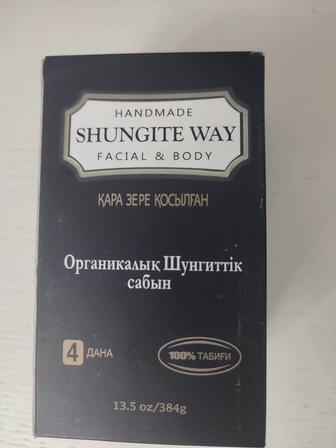 HANDMADE
SHUNGITE WAY
FACIAL & BODY
ҚАРА ЗЕРЕ ҚОСЫЛҒАН
Органикалық Шунгиттік
сабын
4 ДАНА
100% ТАБИҒИ
13.5 oz/384g